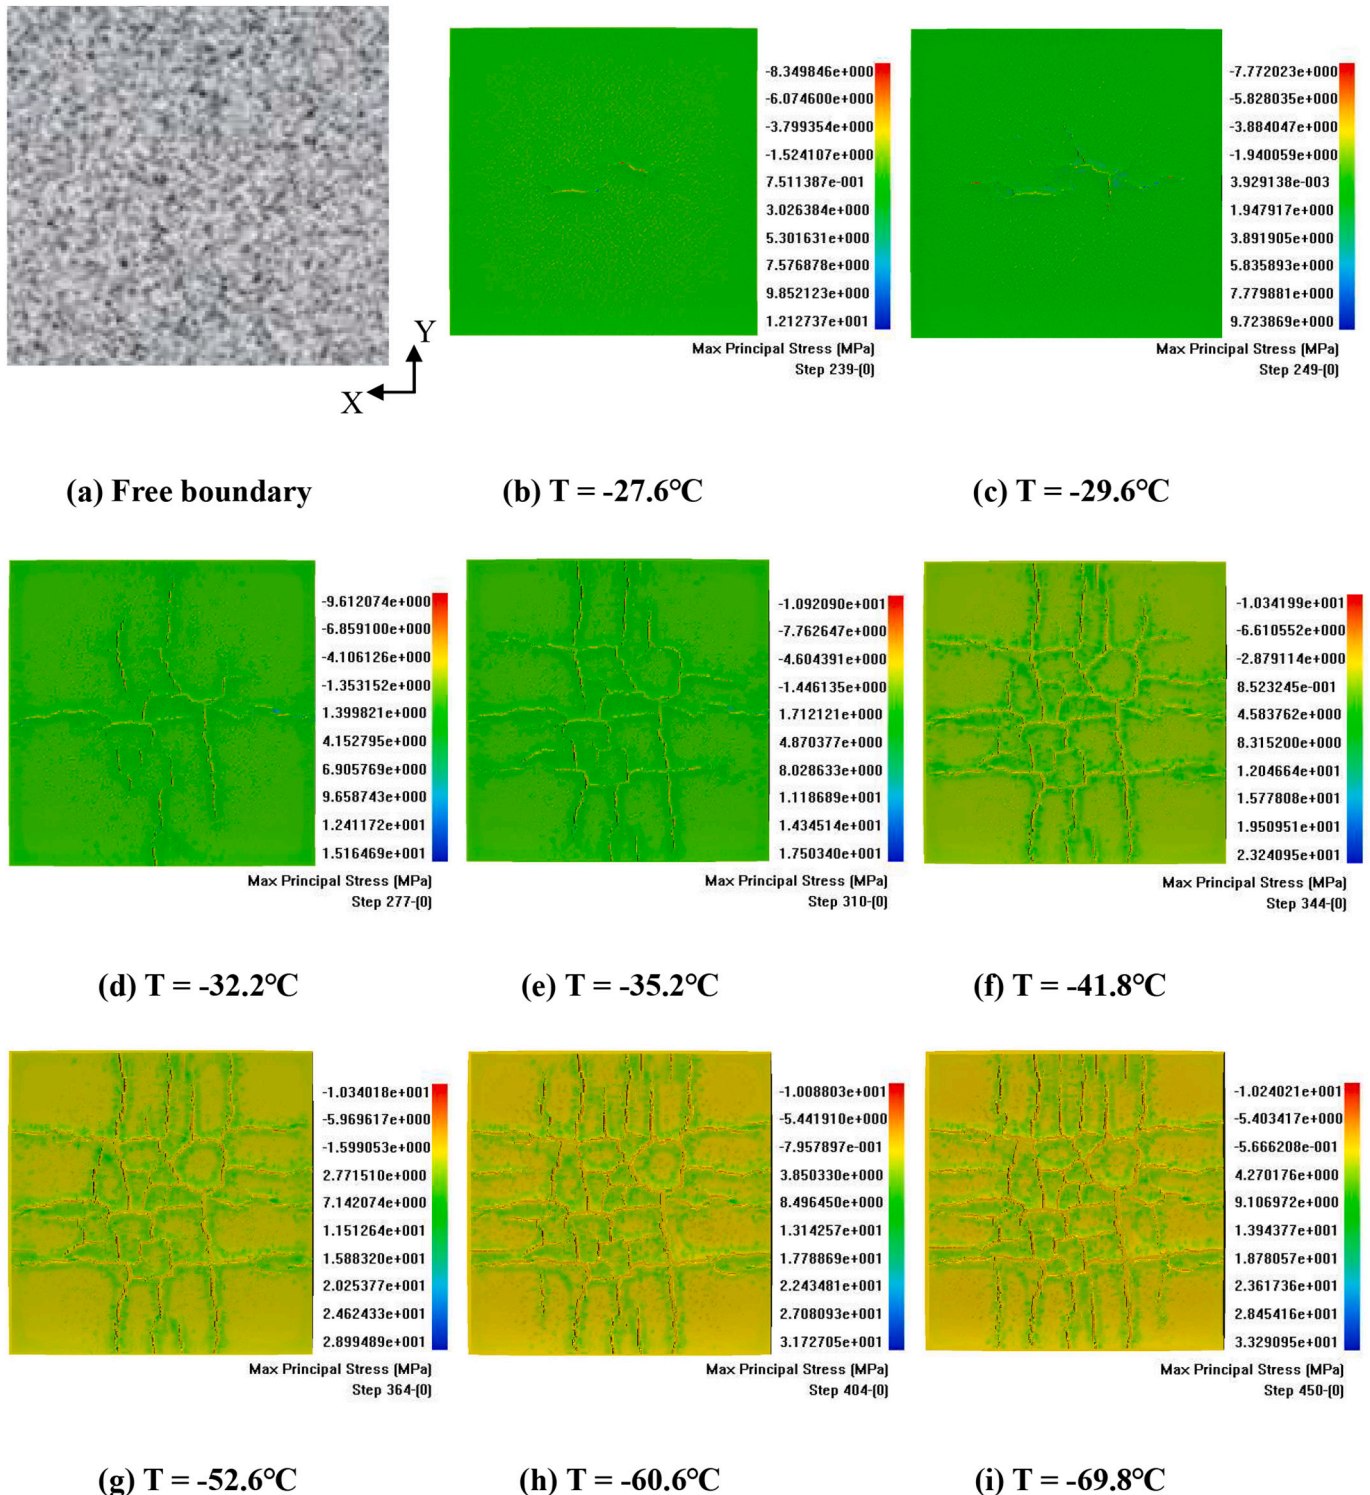 -8.349846e+000
-6.074600e+000
-3.799354e+000
-1.524107e+000
7.511387e-001
3.026384e+000
5.301631e+000
7.576878e+000
9.852123e+000
1.212737e+001
Max Principal Stress (MPa)
Step 239-(0)
-7.772023e+000
-5.828035e+000
-3.884047e+000
-1.940059e+000
3.929138e-003
1.947917e+000
3.891905e+000
5.835893e+000
7.779881e+000
9.723869e+000
Max Principal Stress (MPa)
Step 249-(0)
Y
X
(a) Free boundary
(b) T = -27.6°C
(c) T = -29.6°C
-9.612074e+000
-6.859100e+000
-4.106126e+000
-1.353152e+000
1.399821e+000
4.152795e+000
6.905769e+000
9.658743e+000
1.241172e+001
1.516469e+001
Max Principal Stress (MPa)
Step 277-(0)
-1.092090e+001
-7.762647e+000
-4.604391e+000
-1.446135e+000
1.712121e+000
4.870377e+000
8.028633e+000
1.118689e+001
1.434514e+001
1.750340e+001
Max Principal Stress (MPa)
Step 310-(0)
-1.034199e+001
-6.610552e+000
-2.879114e+000
8.523245e-001
4.583762e+000
8.315200e+000
1.204664e+001
1.577808e+001
1.950951e+001
2.324095e+001
Max Principal Stress (MPa)
Step 344-(0)
(d) T = -32.2°C
(e) T = -35.2°C
(f) T = -41.8°C
-1.034018e+001
-5.969617e+000
-1.599053e+000
2.771510e+000
7.142074e+000
1.151264e+001
1.588320e+001
2.025377e+001
2.462433e+001
2.899489e+001
Max Principal Stress (MPa)
Step 364-(0)
-1.008803e+001
-5.441910e+000
-7.957897e-001
3.850330e+000
8.496450e+000
1.314257e+001
1.778869e+001
2.243481e+001
2.708093e+001
3.172705e+001
Max Principal Stress (MPa)
Step 404-(0)
-1.024021e+001
-5.403417e+000
-5.666208e-001
4.270176e+000
9.106972e+000
1.394377e+001
1.878057e+001
2.361736e+001
2.845416e+001
3.329095e+001
Max Principal Stress (MPa)
Step 450-(0)
(g) T = -52.6°C
(h) T = -60.6°C
(i) T = -69.8°C